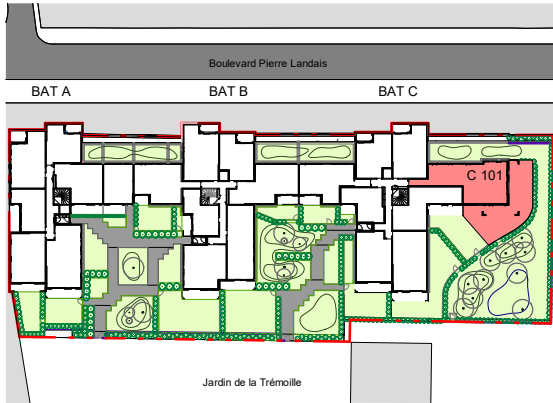 Boulevard Pierre Landais
BAT A
BAT B
BAT C
C 101
Jardin de la Trémoille